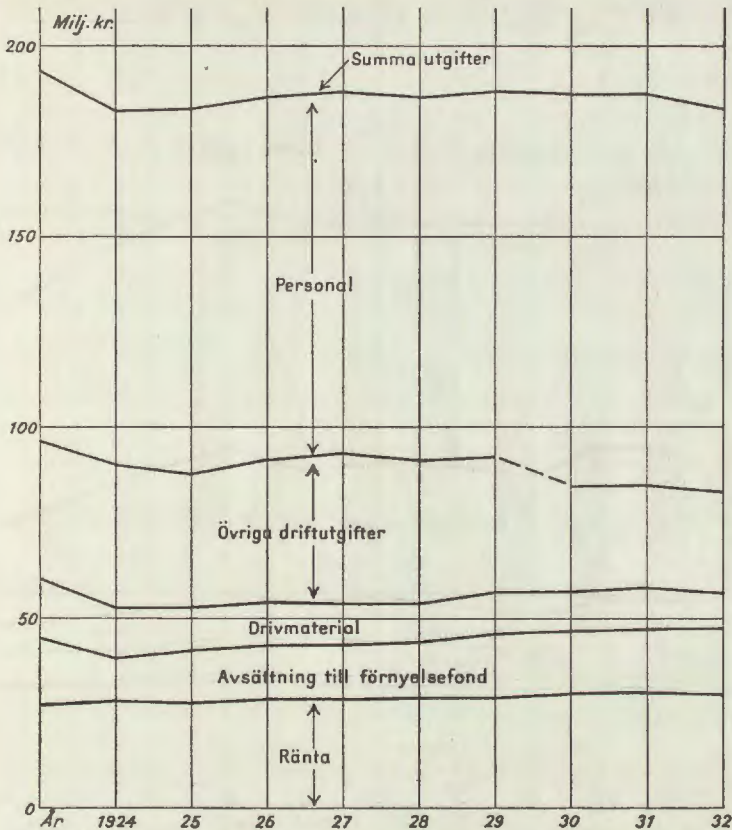 Milj. kr.
200
Summa utgifter
150
Personal
100
Övriga driftutgifter
50
Drivmaterial
Avsättning till förnyelsefond
Ränta
0
År 1924 25 26 27 28 29 30 31 32